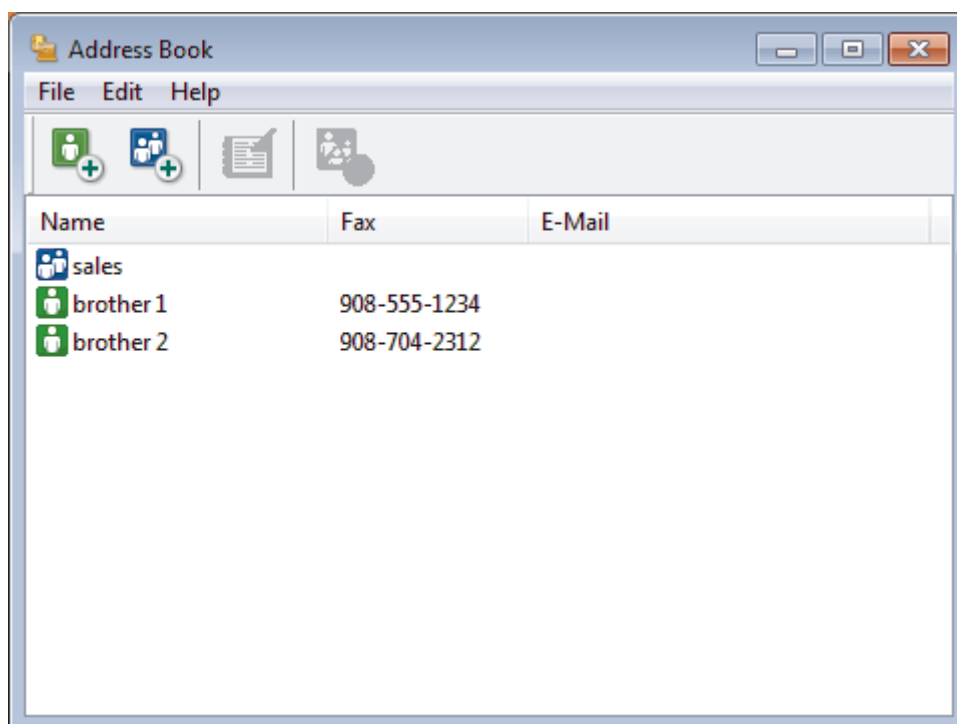 Address Book
File Edit Help
Name Fax E-Mail
sales
brother 1 908-555-1234
brother 2 908-704-2312